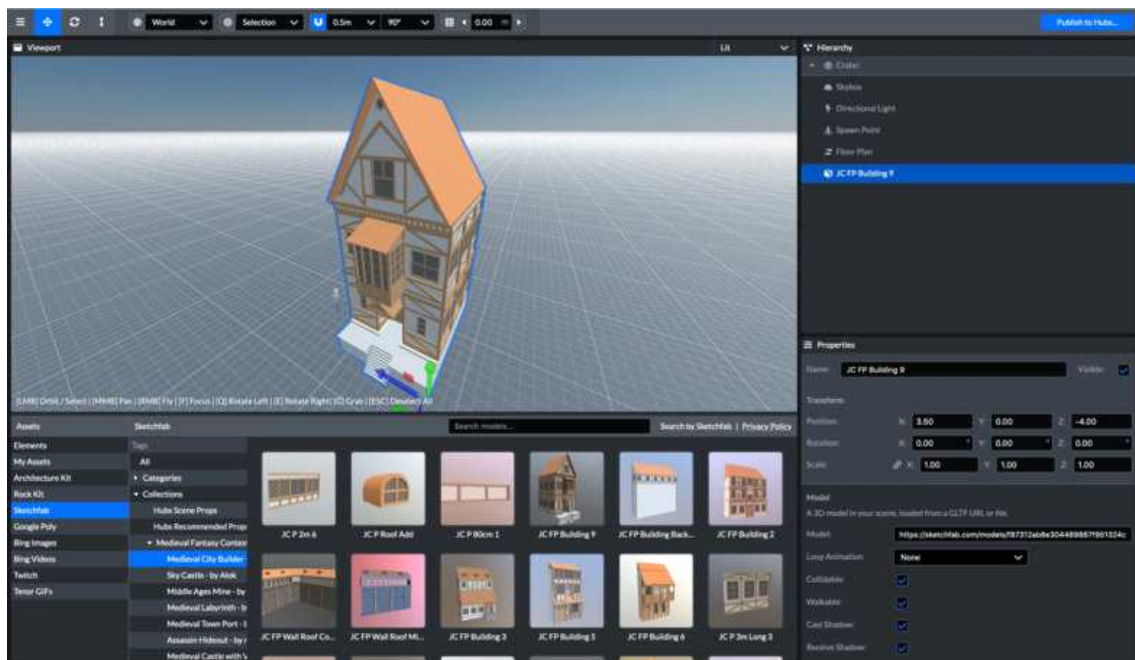 World
Selection
0.5m
90°
0.00
Publish to Hubs...
Viewport
Lit
[LMB] Orbit / Select | [MMB] Pan | [RMB] Fly | [F] Focus | [Q] Rotate Left | [E] Rotate Right | [G] Grab | [ESC] Deselect All
Hierarchy
Crater
Skybox
Directional Light
Spawn Point
Floor Plan
JC FP Building 9
Properties
Name: JC FP Building 9 Visible:
Transform
Position: X: 3.50 Y: 0.00 Z: -4.00
Rotation: X: 0.00 ° Y: 0.00 ° Z: 0.00 °
Scale: X: 1.00 Y: 1.00 Z: 1.00
Model
A 3D model in your scene, loaded from a GLTF URL or file.
Model:
Loop Animation: None
Collidable:
Walkable:
Cast Shadow:
Receive Shadow:
Assets
Elements
My Assets
Architecture Kit
Rock Kit
Sketchfab
Google Poly
Bing Images
Bing Videos
Twitch
Tenor GIFs
Sketchfab
Search models...
Search by Sketchfab | Privacy Policy
Tags
All
Categories
Collections
Hubs Scene Props
Hubs Recommended Prop
Medieval Fantasy Contes
Medieval City Builder
Sky Castle - by Alok
Middle Ages Mine - by
Medieval Labyrinth - b
Medieval Town Port - b
Assassin Hideout - by
Medieval Castle with V
JC P 2m 6
JC P Roof Add
JC P 80cm 1
JC FP Building 9
JC FP Building Back...
JC FP Building 2
JC FP Wall Roof Co...
JC FP Wall Roof Mi...
JC FP Building 3
JC FP Building 5
JC FP Building 6
JC P 3m Long 3